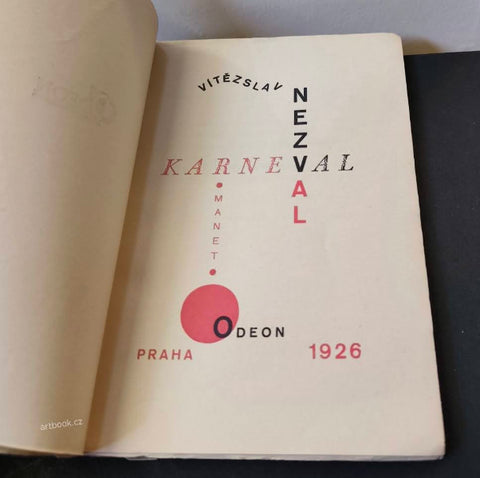 VÍTĚZSLAV
NEZVAL
KARNEVAL
MANET
ODEON
PRAHA 1926
artbook.cz